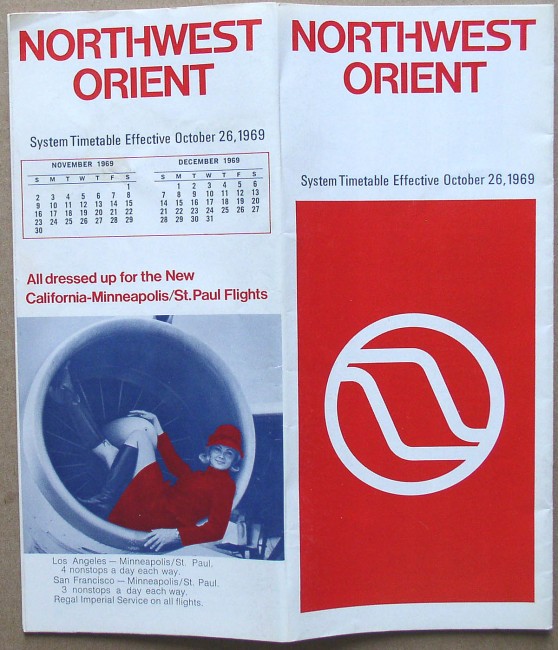 NORTHWEST
ORIENT
System Timetable Effective October 26, 1969
NOVEMBER 1969
S M T W T F S
1
2 3 4 5 6 7 8
9 10 11 12 13 14 15
16 17 18 19 20 21 22
23 24 25 26 27 28 29
30
DECEMBER 1969
S M T W T F S
1 2 3 4 5 6
7 8 9 10 11 12 13
14 15 16 17 18 19 20
21 22 23 24 25 26 27
28 29 30 31
All dressed up for the New
California-Minneapolis/St. Paul Flights
Los Angeles — Minneapolis/St. Paul.
4 nonstops a day each way.
San Francisco — Minneapolis/St. Paul.
3 nonstops a day each way.
Regal Imperial Service on all flights.
NORTHWEST
ORIENT
System Timetable Effective October 26, 1969